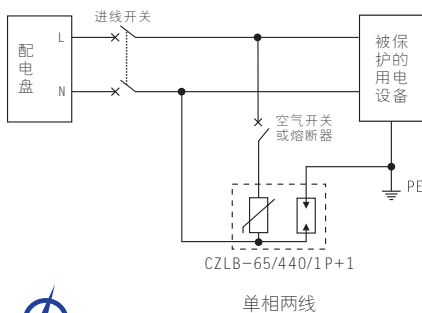 进线开关
配电盘
L
N
被保护的用电设备
空气开关
或熔断器
PE
CZLB-65/440/1P+1
单相两线